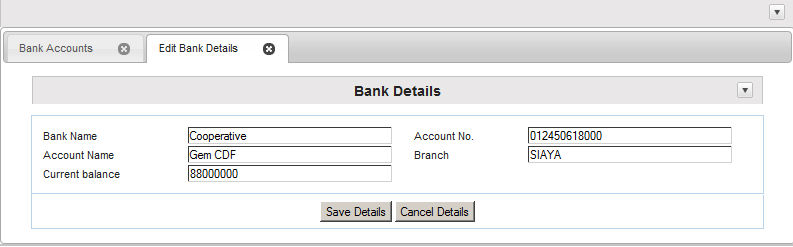 Bank Accounts Edit Bank Details
Bank Details
Bank Name Cooperative Account No. 012450618000
Account Name Gem CDF Branch SIAYA
Current balance 88000000
Save Details Cancel Details